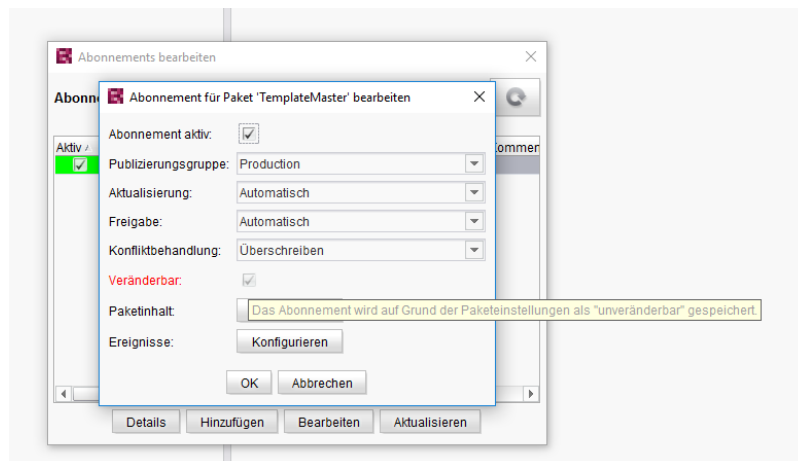 Abonnements bearbeiten
Abonn
Abonnement für Paket 'TemplateMaster' bearbeiten
Aktiv
Kommen
Abonnement aktiv:
Publizierungsgruppe: Production
Aktualisierung: Automatisch
Freigabe: Automatisch
Konfliktbehandlung: Überschreiben
Veränderbar:
Das Abonnement wird auf Grund der Paketeinstellungen als "unveränderbar" gespeichert.
Paketinhalt:
Ereignisse: Konfigurieren
OK Abbrechen
Details Hinzufügen Bearbeiten Aktualisieren